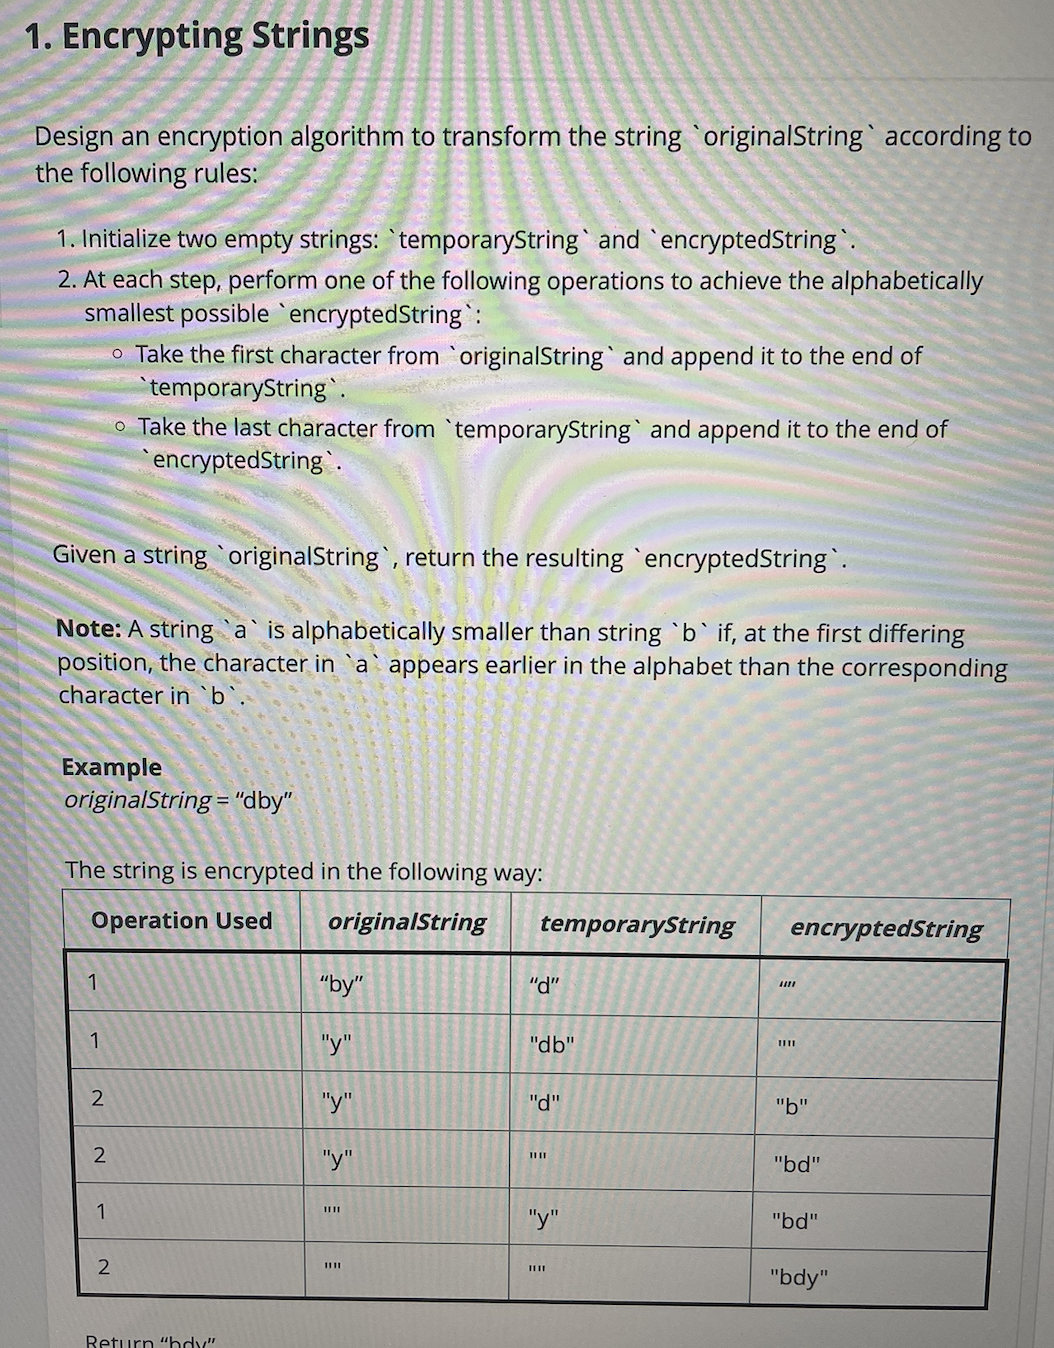 1. Encrypting Strings
Design an encryption algorithm to transform the string `originalString` according to
the following rules:
1. Initialize two empty strings: `temporaryString` and `encryptedString`.
2. At each step, perform one of the following operations to achieve the alphabetically
smallest possible `encryptedString`:
○ Take the first character from `originalString` and append it to the end of
`temporaryString`.
○ Take the last character from `temporaryString` and append it to the end of
`encryptedString`.
Given a string `originalString`, return the resulting `encryptedString`.
Note: A string `a` is alphabetically smaller than string `b` if, at the first differing
position, the character in `a` appears earlier in the alphabet than the corresponding
character in `b`.
Example
originalString = “dby”
The string is encrypted in the following way:
Operation Used originalString temporaryString encryptedString
1 “by” “d” “”
1 "y" "db" ""
2 "y" "d" "b"
2 "y" "" "bd"
1 "" "y" "bd"
2 "" "" "bdy"
Return “bdy”